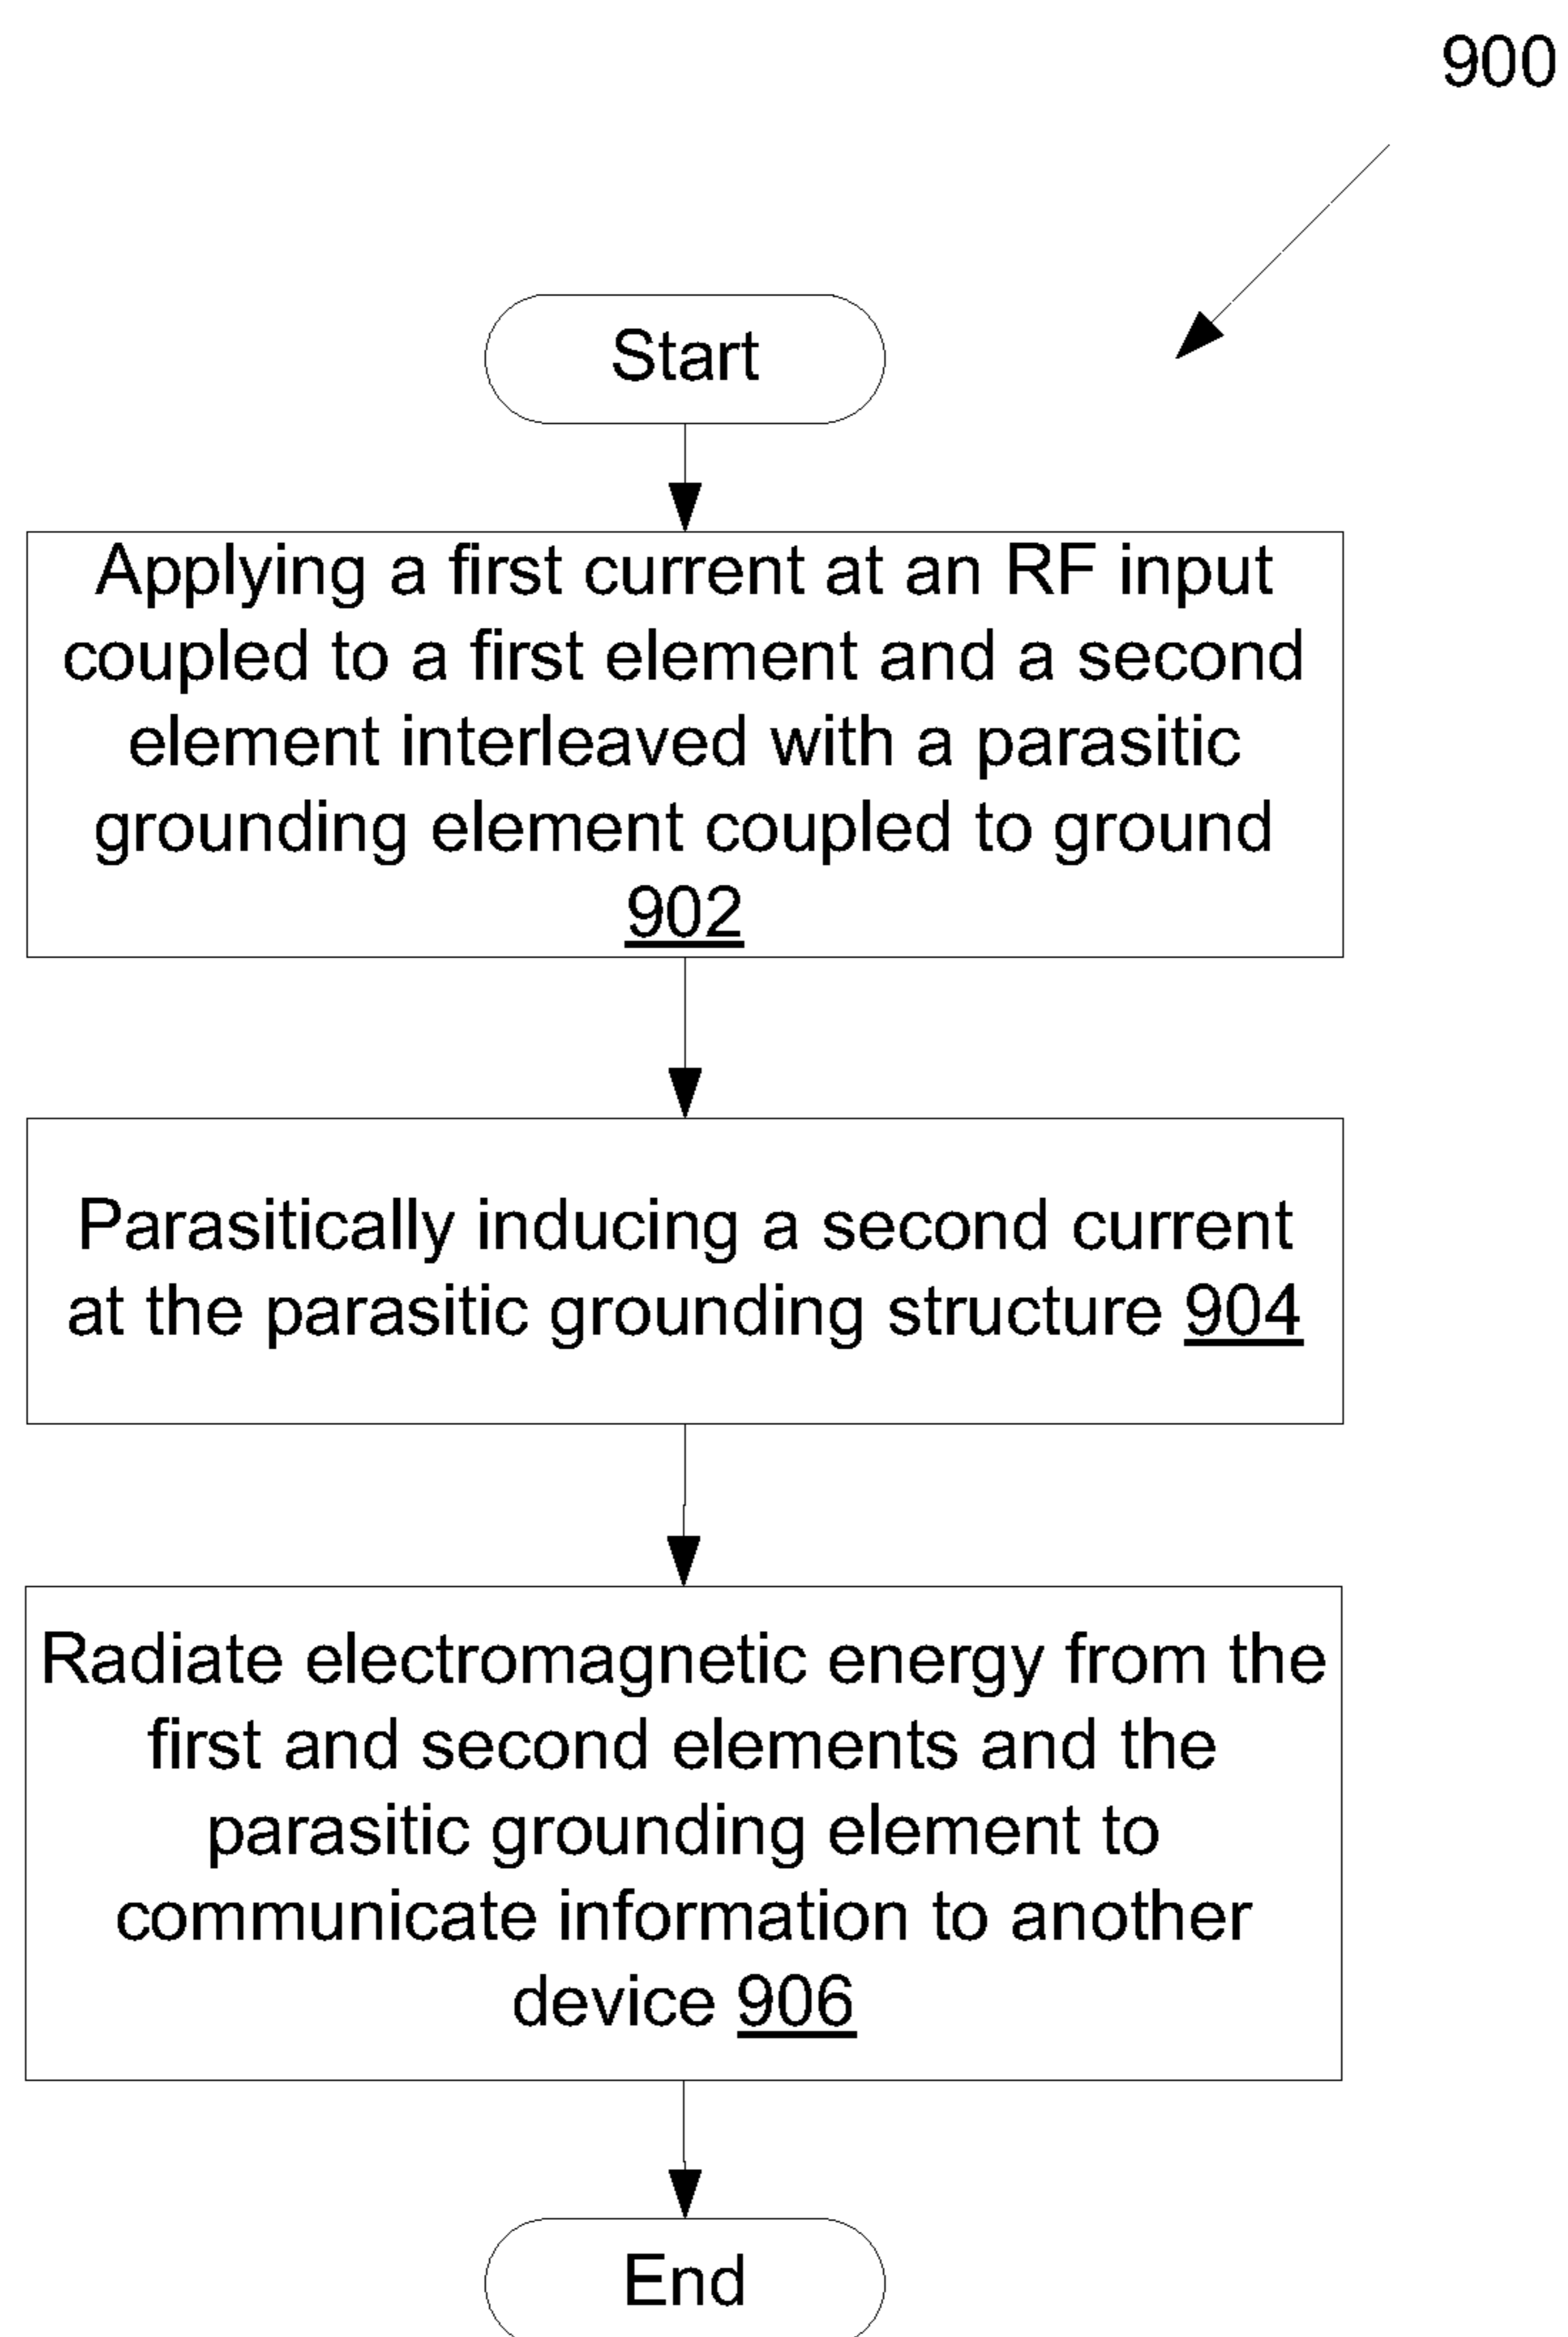 900
Start
Applying a first current at an RF input
coupled to a first element and a second
element interleaved with a parasitic
grounding element coupled to ground
902
Parasitically inducing a second current
at the parasitic grounding structure 904
Radiate electromagnetic energy from the
first and second elements and the
parasitic grounding element to
communicate information to another
device 906
End